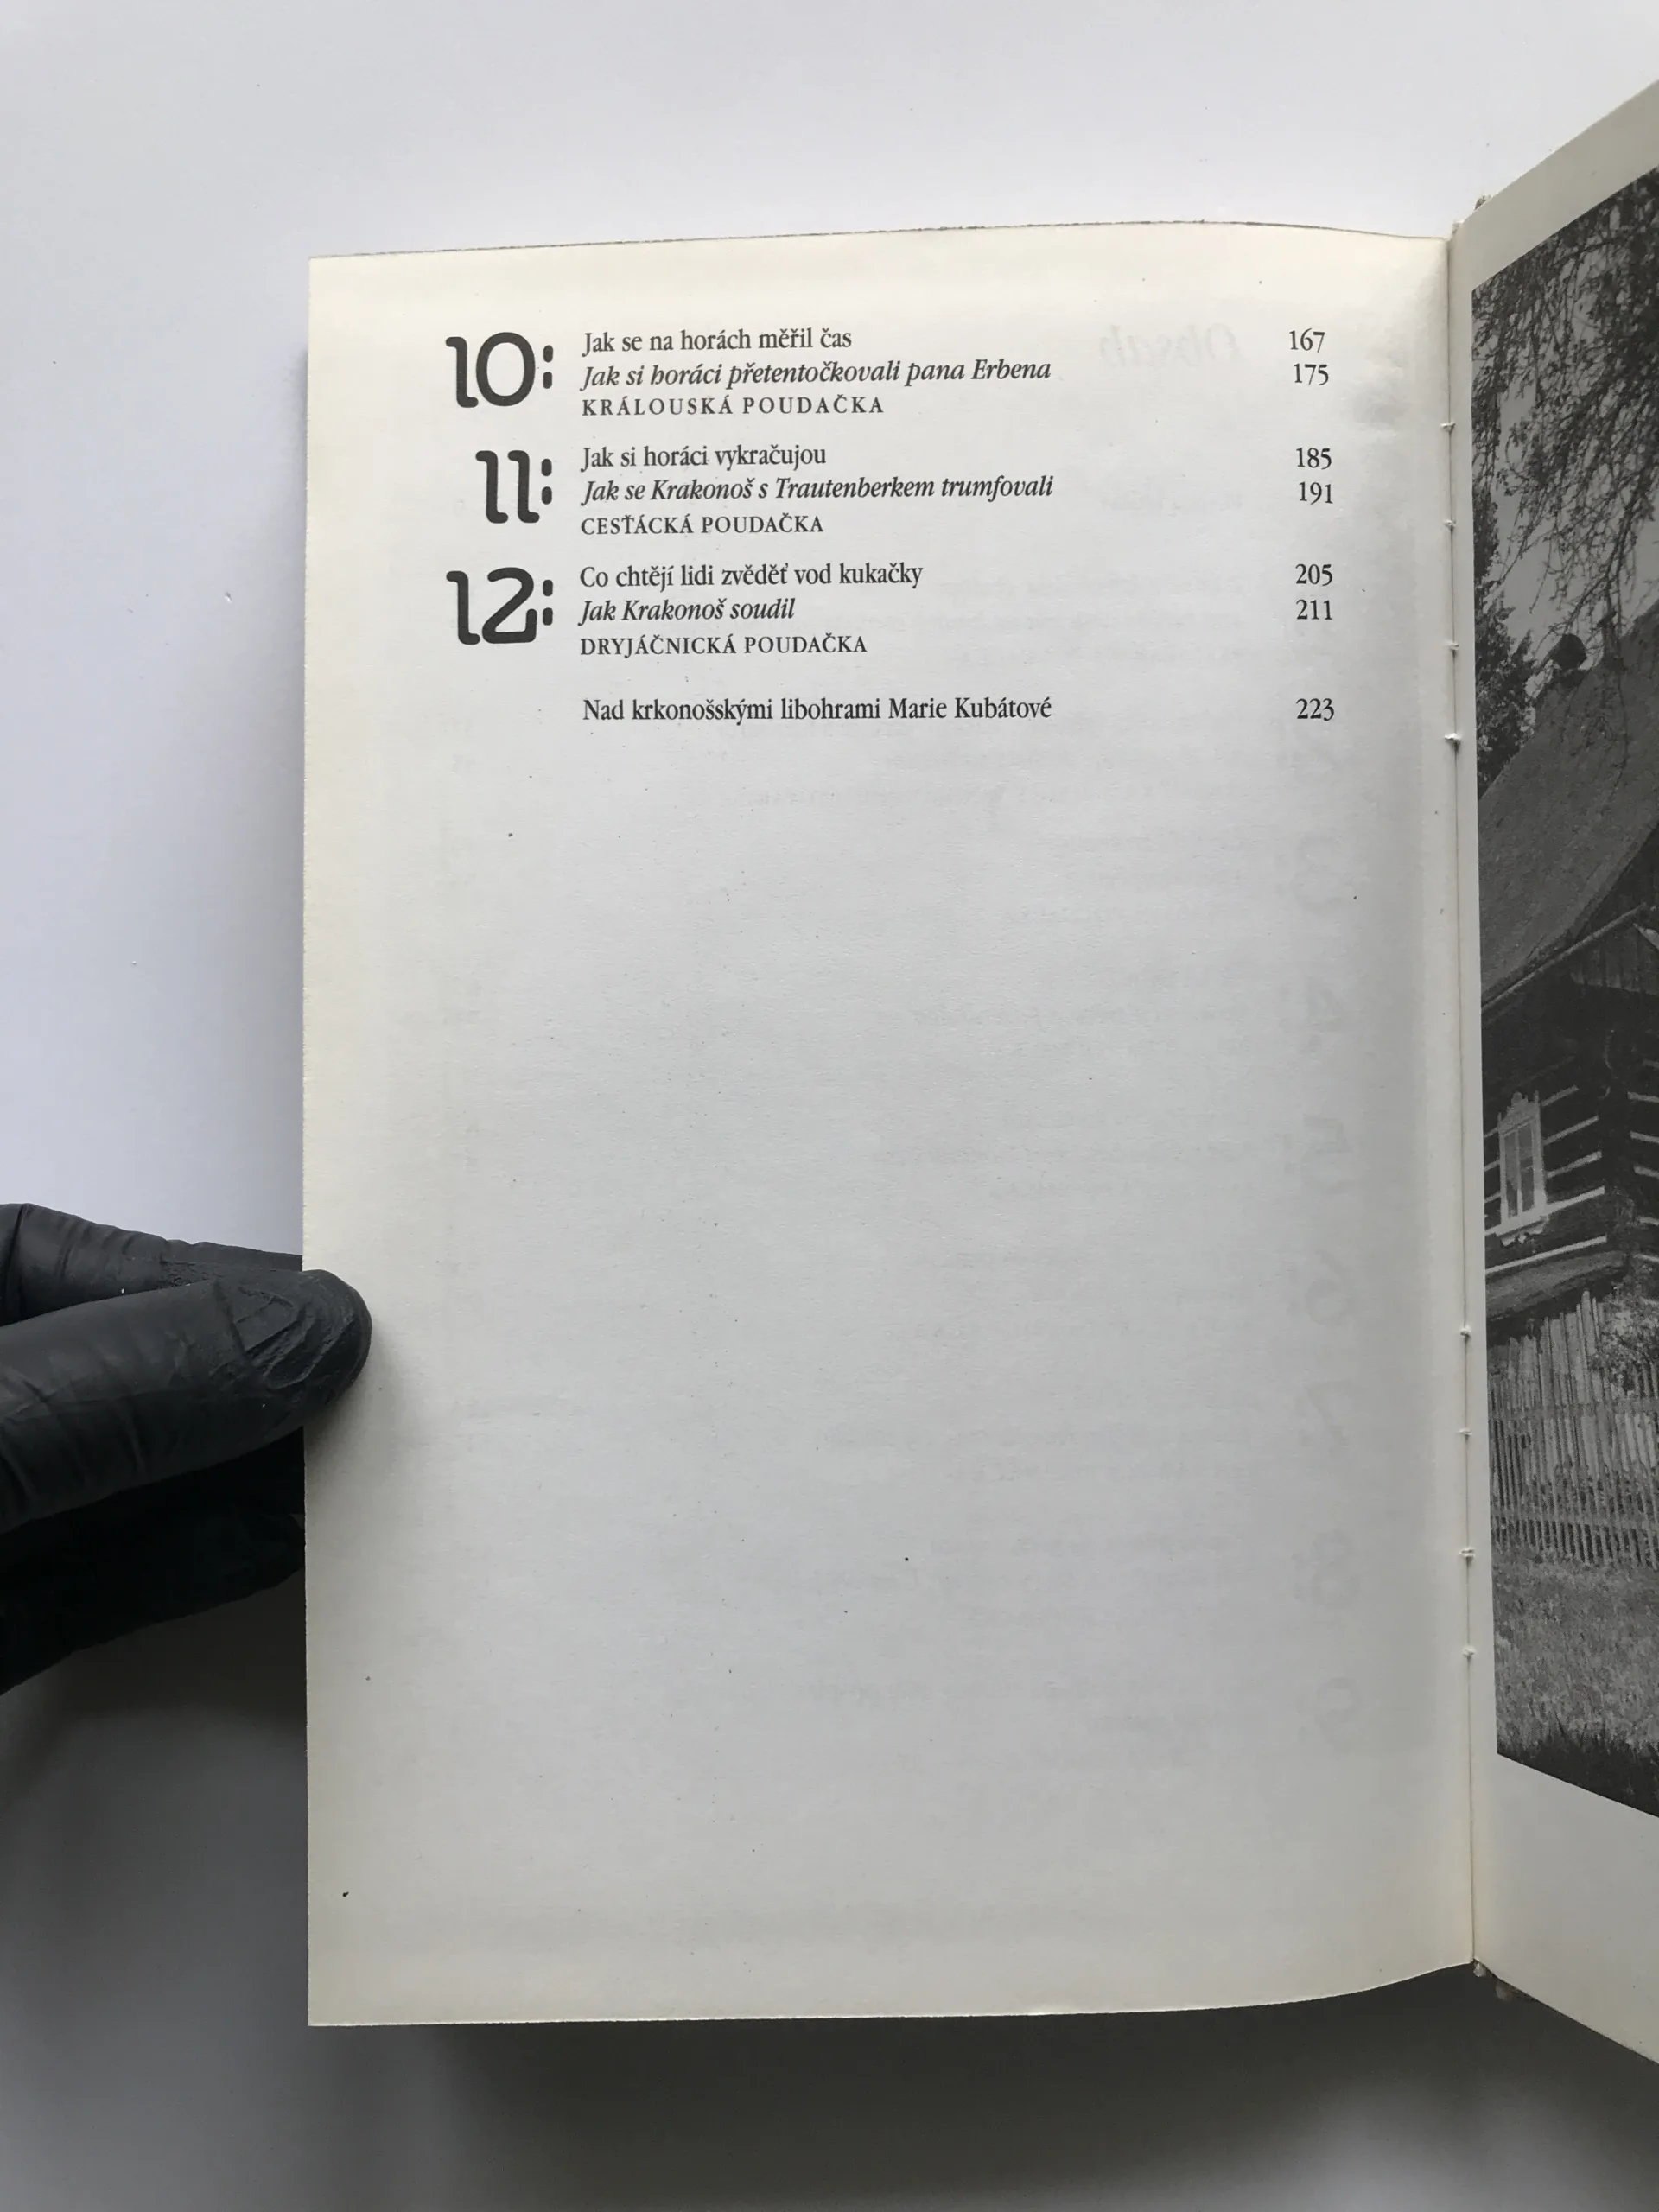 10: Jak se na horách měřil čas 167
Jak si horáci přetentočkovali pana Erbena 175
KRÁLOUSKÁ POUDAČKA
11: Jak si horáci vykračujou 185
Jak se Krakonoš s Trautenberkem trumfovali 191
CESŤÁCKÁ POUDAČKA
12: Co chtějí lidi zvěděť vod kukačky 205
Jak Krakonoš soudil 211
DRYJÁČNICKÁ POUDAČKA
Nad krkonošskými libohrami Marie Kubátové 223